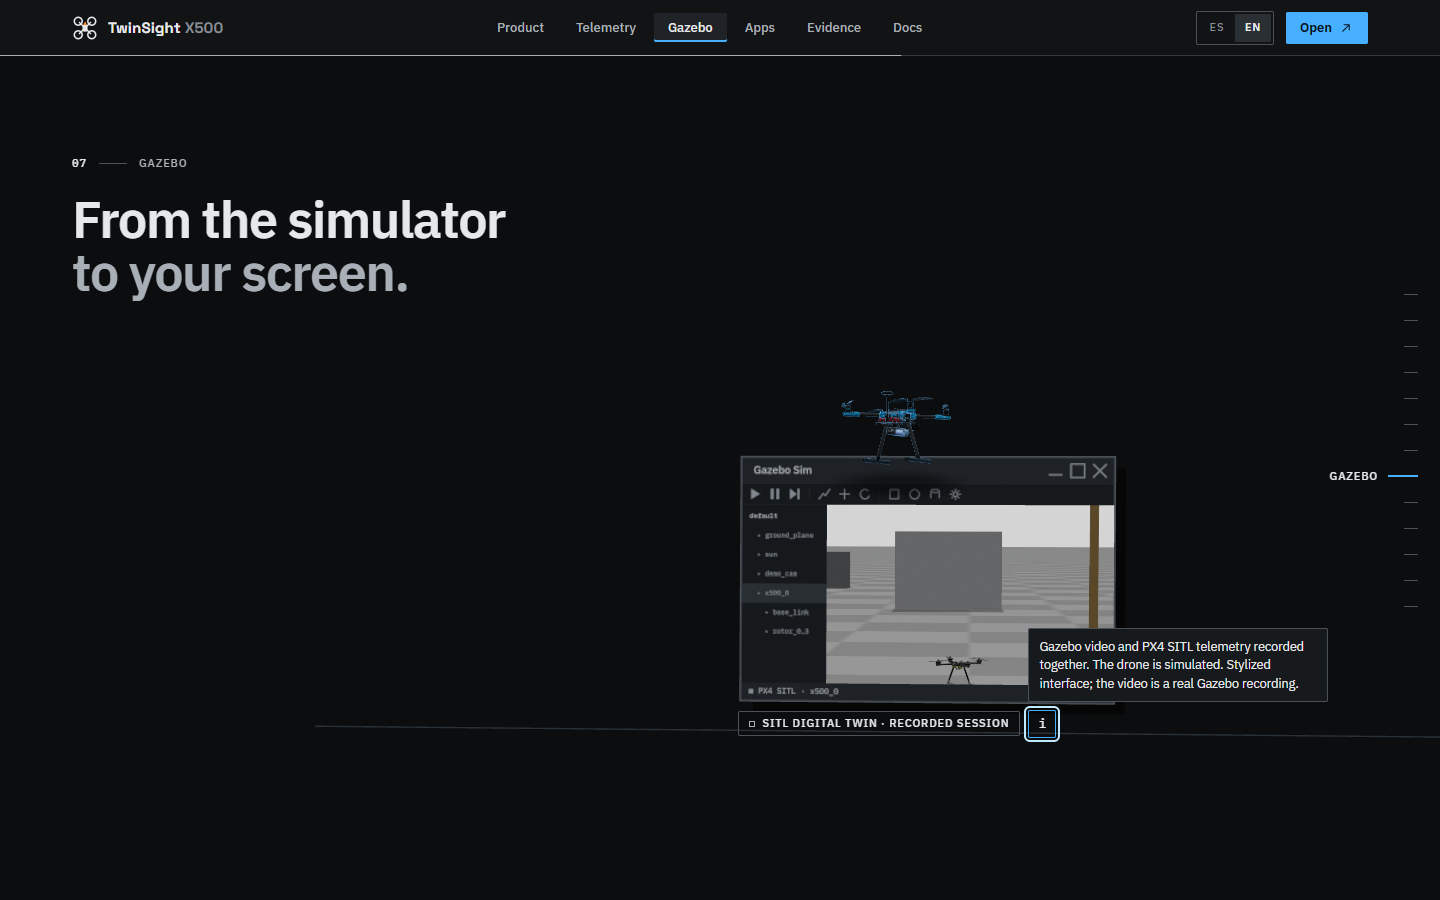 TwinSight X500
Product
Telemetry
Gazebo
Apps
Evidence
Docs
ES
EN
Open
07
GAZEBO
From the simulator
to your screen.
GAZEBO
Gazebo Sim
default
ground_plane
sun
demo_cam
x500_0
base_link
rotor_0..3
PX4 SITL · x500_0
Gazebo video and PX4 SITL telemetry recorded
together. The drone is simulated. Stylized
interface; the video is a real Gazebo recording.
SITL DIGITAL TWIN · RECORDED SESSION
i